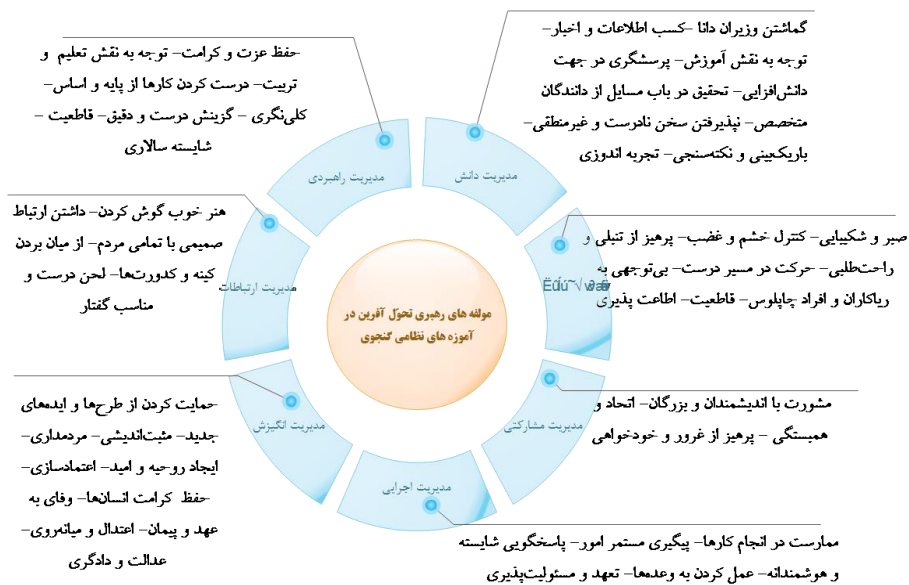 مولفه های رهبری تحوّل آفرین در
آموزه های نظامی گنجوی
مدیریت دانش
گماشتن وزیران دانا –کسب اطلاعات و اخبار–
توجه به نقش آموزش– پرسشگری در جهت
دانش‌افزایی– تحقیق در باب مسایل از دانندگان
متخصص– نپذیرفتن سخن نادرست و غیرمنطقی–
باریک‌بینی و نکته‌سنجی– تجربه اندوزی
صبر و شکیبایی– کنترل خشم و غضب– پرهیز از تنبلی و
راحت‌طلبی– حرکت در مسیر درست– بی‌توجهی به
ریاکاران و افراد چاپلوس– قاطعیت– اطاعت پذیری
مدیریت مشارکتی
مشورت با اندیشمندان و بزرگان– اتحاد و
همبستگی – پرهیز از غرور و خودخواهی
مدیریت اجرایی
ممارست در انجام کارها– پیگیری مستمر امور– پاسخگویی شایسته
و هوشمندانه– عمل کردن به وعده‌ها– تعهد و مسئولیت‌پذیری
مدیریت انگیزش
حمایت کردن از طرح‌ها و ایده‌های
جدید– مثبت‌اندیشی– مردمداری–
ایجاد روحیه و امید– اعتمادسازی–
حفظ کرامت انسان‌ها– وفای به
عهد و پیمان– اعتدال و میانه‌روی–
عدالت و دادگری
مدیریت ارتباطات
هنر خوب گوش کردن– داشتن ارتباط
صمیمی با تمامی مردم– از میان بردن
کینه و کدورت‌ها– لحن درست و
مناسب گفتار
مدیریت راهبردی
حفظ عزت و کرامت– توجه به نقش تعلیم و
تربیت– درست کردن کارها از پایه و اساس–
کلی‌نگری – گزینش درست و دقیق– قاطعیت –
شایسته سالاری